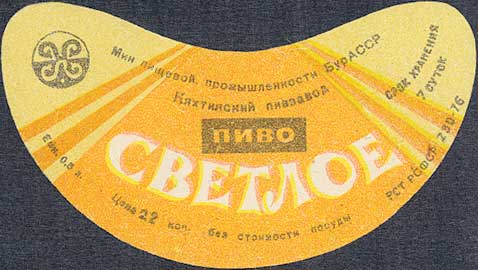 Мин пищевой промышленности БурАССР
Кяхтинский пивзавод
ПИВО
СВЕТЛОЕ
Емк. 0,5 л.
Цена 22 коп. без стоимости посуды
Срок хранения
7 суток
РСТ РСФСР 230-76